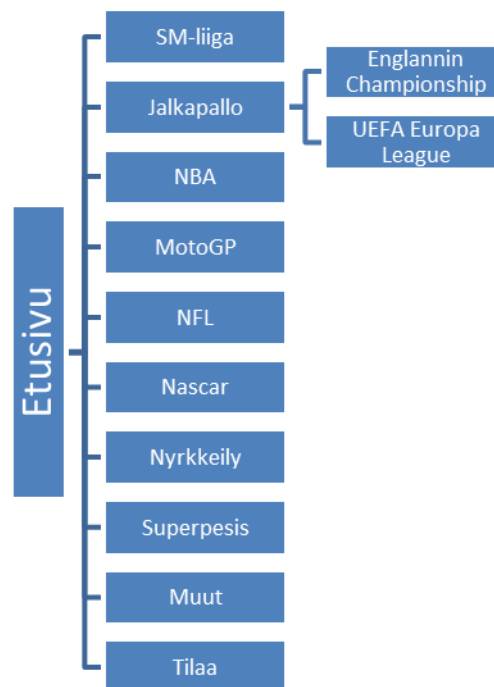 Etusivu
SM-liiga
Jalkapallo
Englannin
Championship
UEFA Europa
League
NBA
MotoGP
NFL
Nascar
Nyrkkeily
Superpesis
Muut
Tilaa